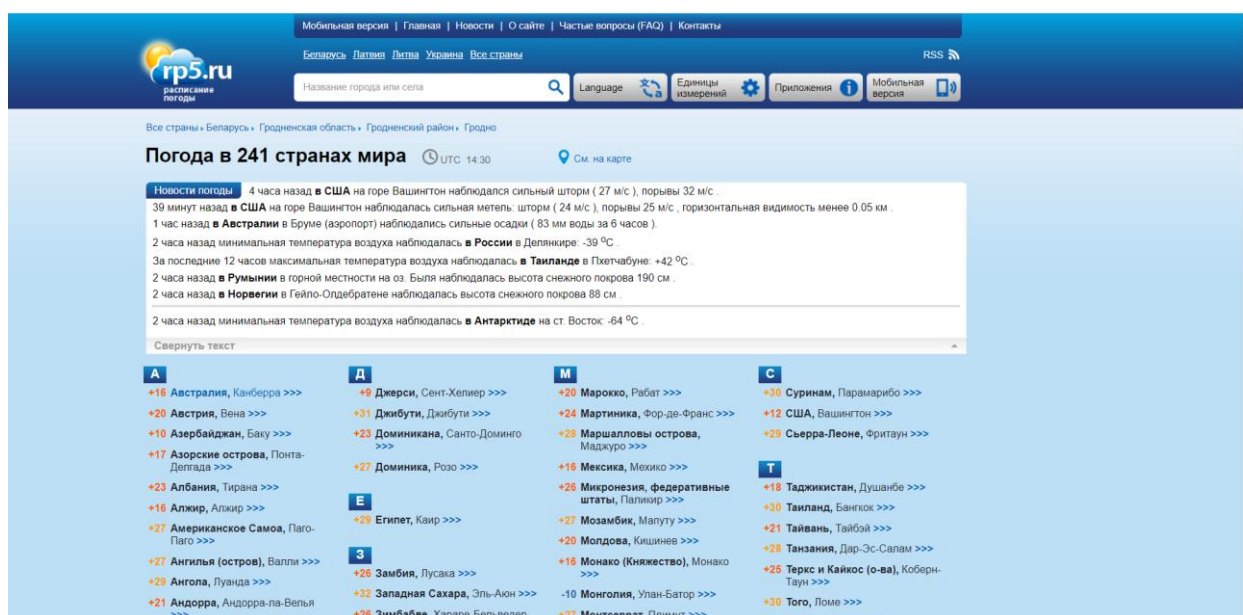 Мобильная версия | Главная | Новости | О сайте | Частые вопросы (FAQ) | Контакты
Беларусь Латвия Литва Украина Все страны
RSS
rp5.ru
расписание
погоды
Название города или села
Language
Единицы
измерений
Приложения
Мобильная
версия
Все страны › Беларусь › Гродненская область › Гродненский район › Гродно
Погода в 241 странах мира
UTC 14:30
См. на карте
Новости погоды 4 часа назад в США на горе Вашингтон наблюдался сильный шторм ( 27 м/с ), порывы 32 м/с .
39 минут назад в США на горе Вашингтон наблюдалась сильная метель: шторм ( 24 м/с ), порывы 25 м/с , горизонтальная видимость менее 0.05 км .
1 час назад в Австралии в Бруме (аэропорт) наблюдались сильные осадки ( 83 мм воды за 6 часов ).
2 часа назад минимальная температура воздуха наблюдалась в России в Делянкире: -39 °C .
За последние 12 часов максимальная температура воздуха наблюдалась в Таиланде в Пхетчабуне: +42 °C .
2 часа назад в Румынии в горной местности на оз. Быля наблюдалась высота снежного покрова 190 см .
2 часа назад в Норвегии в Гейло-Олдебратене наблюдалась высота снежного покрова 88 см .
2 часа назад минимальная температура воздуха наблюдалась в Антарктиде на ст. Восток: -64 °C .
Свернуть текст
А
+16 Австралия, Канберра >>>
+20 Австрия, Вена >>>
+10 Азербайджан, Баку >>>
+17 Азорские острова, Понта-
Делгада >>>
+23 Албания, Тирана >>>
+16 Алжир, Алжир >>>
+27 Американское Самоа, Паго-
Паго >>>
+27 Ангилья (остров), Валли >>>
+29 Ангола, Луанда >>>
+21 Андорра, Андорра-ла-Велья
>>>
Д
+9 Джерси, Сент-Хелиер >>>
+31 Джибути, Джибути >>>
+23 Доминикана, Санто-Доминго
>>>
+27 Доминика, Розо >>>
Е
+29 Египет, Каир >>>
З
+26 Замбия, Лусака >>>
+32 Западная Сахара, Эль-Аюн >>>
+26 Зимбабве, Хараре Бельведер
М
+20 Марокко, Рабат >>>
+24 Мартиника, Фор-де-Франс >>>
+28 Маршалловы острова,
Маджуро >>>
+16 Мексика, Мехико >>>
+26 Микронезия, федеративные
штаты, Паликир >>>
+27 Мозамбик, Мапуту >>>
+20 Молдова, Кишинев >>>
+16 Монако (Княжество), Монако
>>>
-10 Монголия, Улан-Батор >>>
+27 Монтсеррат, Плимут >>>
С
+30 Суринам, Парамарибо >>>
+12 США, Вашингтон >>>
+29 Сьерра-Леоне, Фритаун >>>
Т
+18 Таджикистан, Душанбе >>>
+30 Таиланд, Бангкок >>>
+21 Тайвань, Тайбэй >>>
+28 Танзания, Дар-Эс-Салам >>>
+25 Теркс и Кайкос (о-ва), Коберн-
Таун >>>
+30 Того, Ломе >>>